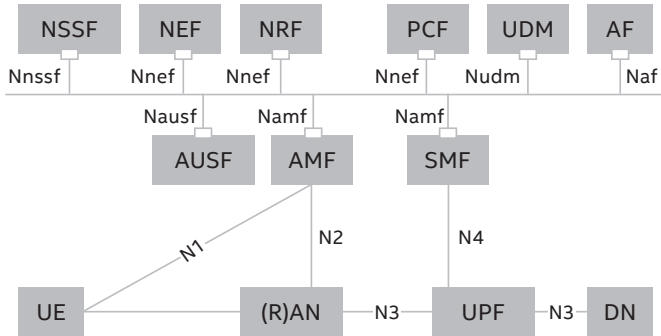 NSSF NEF NRF PCF UDM AF
Nnssf Nnef Nnef Nnef Nudm Naf
Nausf Namf Namf
AUSF AMF SMF
N1 N2 N4
UE (R)AN N3 UPF N3 DN